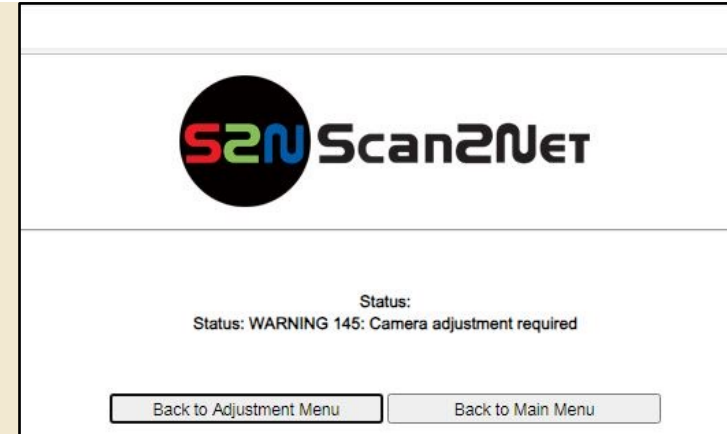 S2N Scan2Net
Status:
Status: WARNING 145: Camera adjustment required
Back to Adjustment Menu Back to Main Menu